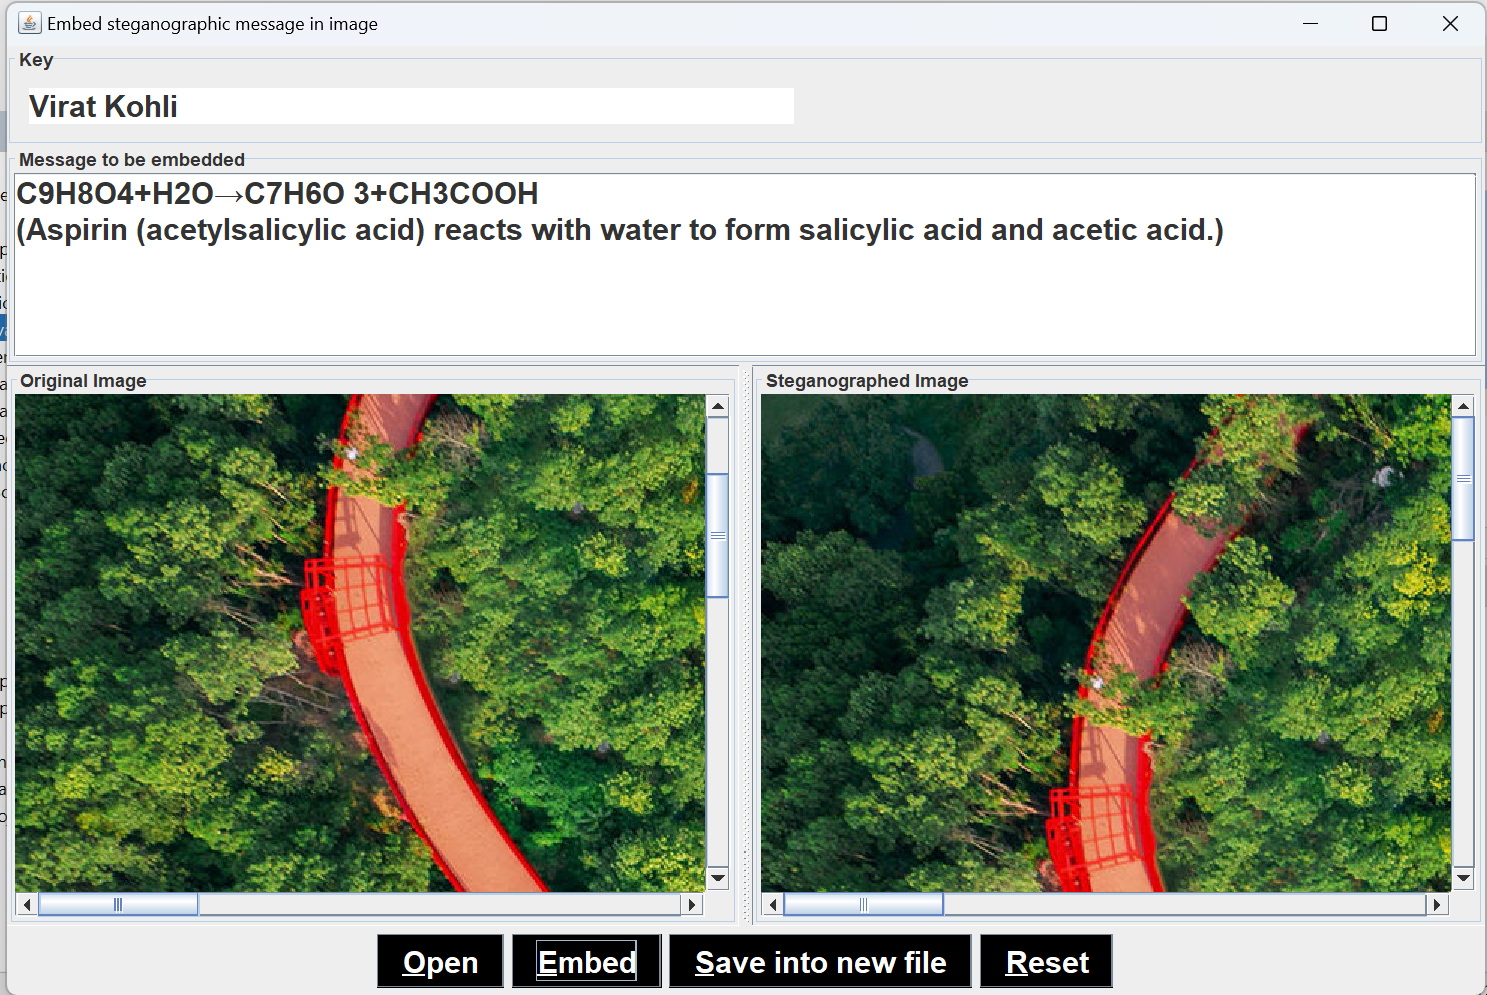 Embed steganographic message in image
Key
Virat Kohli
Message to be embedded
C9H8O4+H2O→C7H6O 3+CH3COOH
(Aspirin (acetylsalicylic acid) reacts with water to form salicylic acid and acetic acid.)
Original Image
Steganographed Image
Open
Embed
Save into new file
Reset